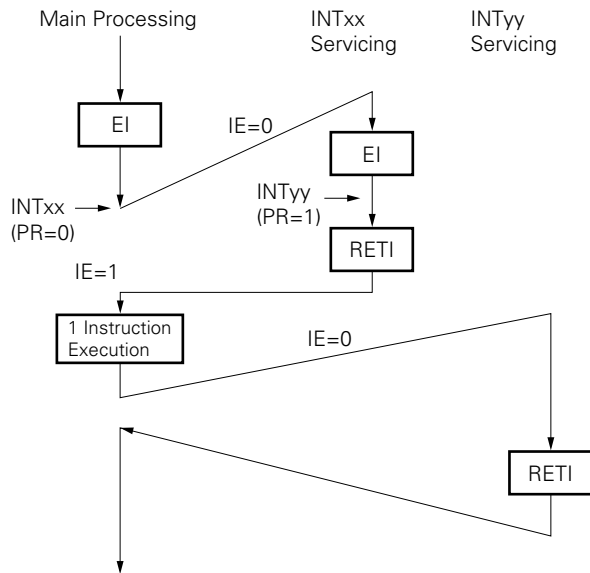 Main Processing
INTxx
Servicing
INTyy
Servicing
EI
IE=0
EI
INTxx
(PR=0)
INTyy
(PR=1)
RETI
IE=1
1 Instruction
Execution
IE=0
RETI